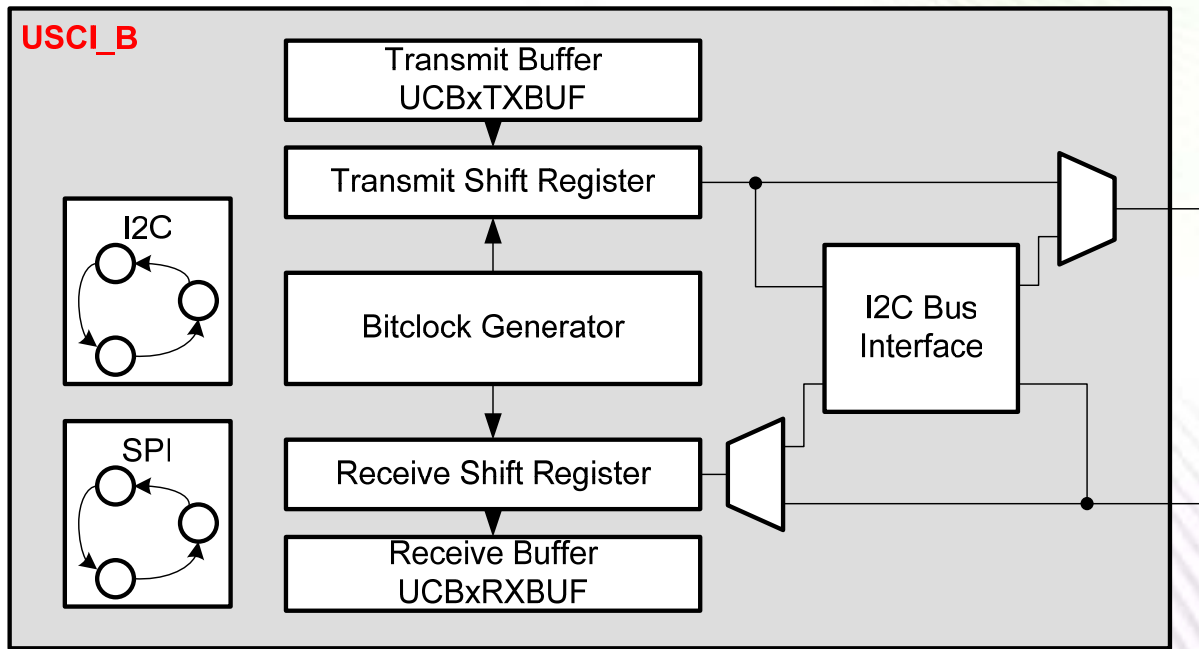 USCI_B
Transmit Buffer
UCBxTXBUF
Transmit Shift Register
I2C
Bitclock Generator
I2C Bus
Interface
SPI
Receive Shift Register
Receive Buffer
UCBxRXBUF